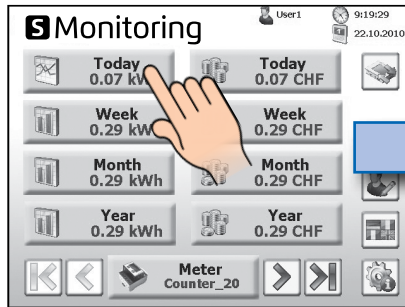 S Monitoring
User1
9:19:29
22.10.2010
Today
0.07 k
Today
0.07 CHF
Week
0.29 kW
Week
0.29 CHF
Month
0.29 kWh
Month
0.29 CHF
Year
0.29 kWh
Year
0.29 CHF
Meter
Counter_20